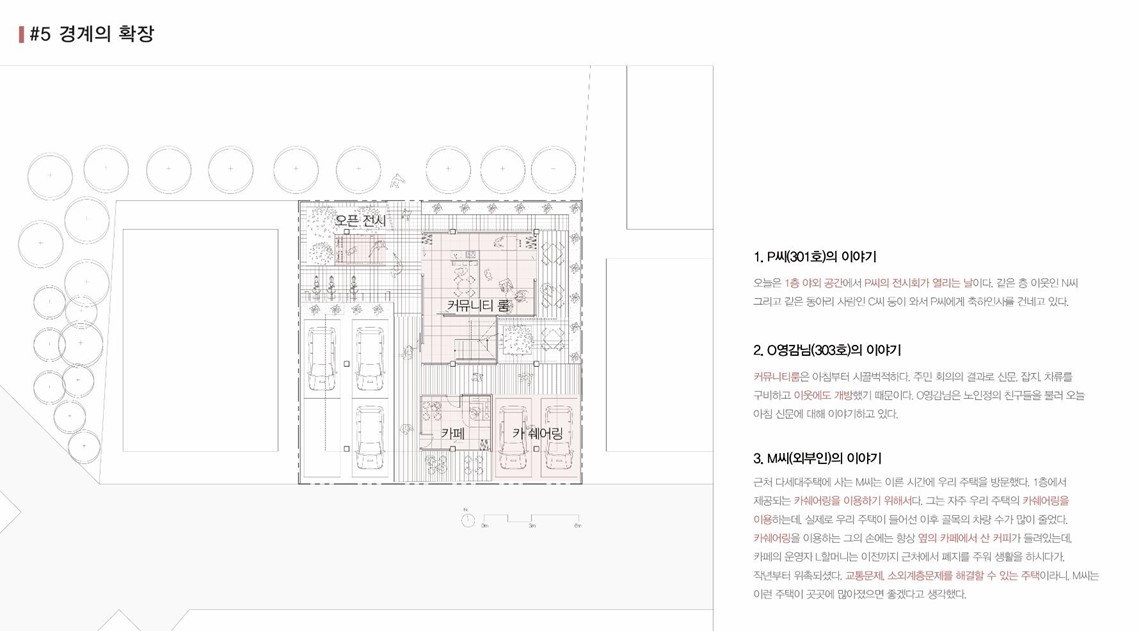 #5 경계의 확장
오픈 전시
커뮤니티 룸
카페
카 쉐어링
N
0m 3m 6m
1. P씨(301호)의 이야기
오늘은 1층 야외 공간에서 P씨의 전시회가 열리는 날이다. 같은 층 이웃인 N씨
그리고 같은 동아리 사람인 C씨 등이 와서 P씨에게 축하인사를 건네고 있다.
2. O영감님(303호)의 이야기
커뮤니티룸은 아침부터 시끌벅적하다. 주민 회의의 결과로 신문, 잡지, 차류를
구비하고 이웃에도 개방했기 때문이다. O영감님은 노인정의 친구들을 불러 오늘
아침 신문에 대해 이야기하고 있다.
3. M씨(외부인)의 이야기
근처 다세대주택에 사는 M씨는 이른 시간에 우리 주택을 방문했다. 1층에서
제공되는 카쉐어링을 이용하기 위해서다. 그는 자주 우리 주택의 카쉐어링을
이용하는데, 실제로 우리 주택이 들어선 이후 골목의 차량 수가 많이 줄었다.
카쉐어링을 이용하는 그의 손에는 항상 옆의 카페에서 산 커피가 들려있는데,
카페의 운영자 L할머니는 이전까지 근처에서 폐지를 주워 생활을 하시다가,
작년부터 위촉되셨다. 교통문제, 소외계층문제를 해결할 수 있는 주택이라니, M씨는
이런 주택이 곳곳에 많아졌으면 좋겠다고 생각했다.